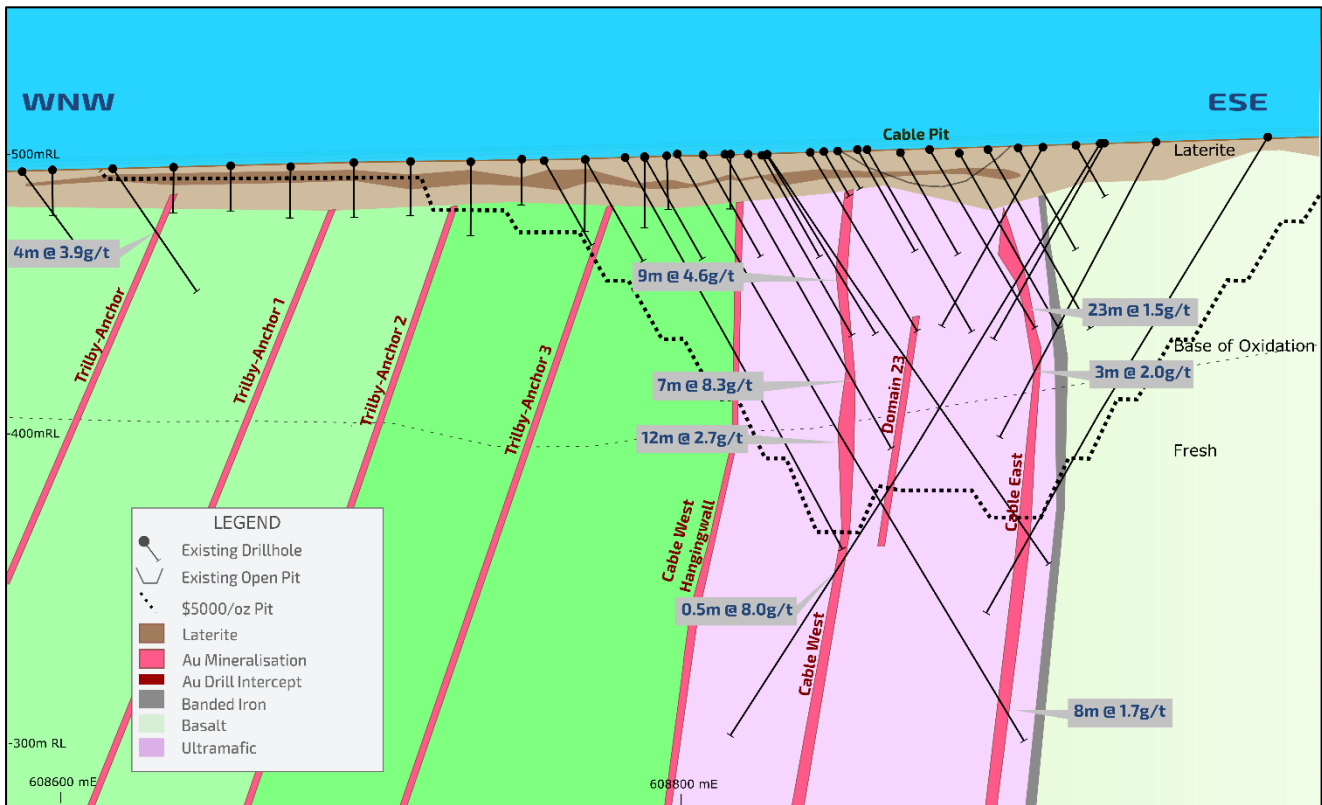 WNW
ESE
Cable Pit
-500mRL
Laterite
4m @ 3.9g/t
9m @ 4.6g/t
23m @ 1.5g/t
Base of Oxidation
Trilby-Anchor
Trilby-Anchor 1
Trilby-Anchor 2
Trilby-Anchor 3
7m @ 8.3g/t
Domain 23
3m @ 2.0g/t
-400mRL
12m @ 2.7g/t
Fresh
Cable East
Cable West
Hangingwall
0.5m @ 8.0g/t
Cable West
8m @ 1.7g/t
LEGEND
Existing Drillhole
Existing Open Pit
$5000/oz Pit
Laterite
Au Mineralisation
Au Drill Intercept
Banded Iron
Basalt
Ultramafic
-300m RL
608600 mE
608800 mE